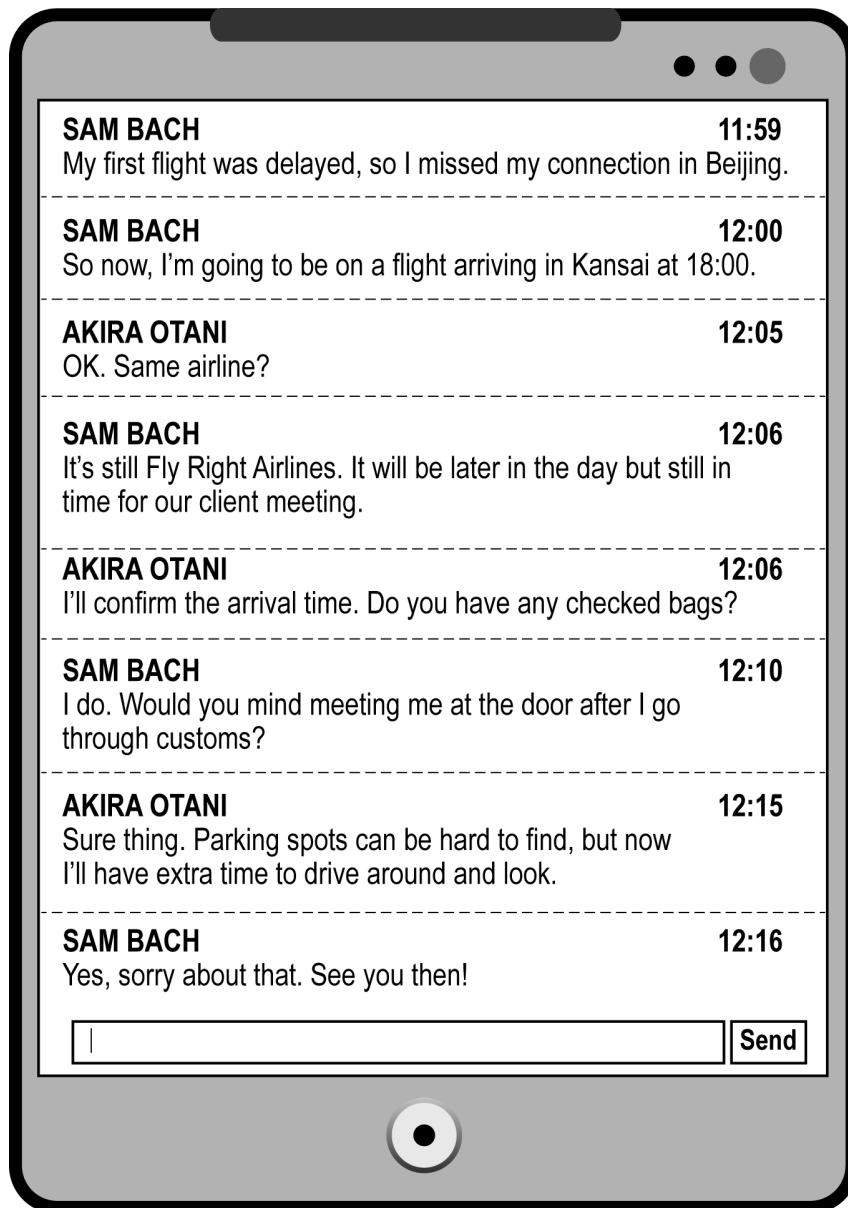 SAM BACH 11:59
My first flight was delayed, so I missed my connection in Beijing.
SAM BACH 12:00
So now, I'm going to be on a flight arriving in Kansai at 18:00.
AKIRA OTANI 12:05
OK. Same airline?
SAM BACH 12:06
It's still Fly Right Airlines. It will be later in the day but still in
time for our client meeting.
AKIRA OTANI 12:06
I'll confirm the arrival time. Do you have any checked bags?
SAM BACH 12:10
I do. Would you mind meeting me at the door after I go
through customs?
AKIRA OTANI 12:15
Sure thing. Parking spots can be hard to find, but now
I'll have extra time to drive around and look.
SAM BACH 12:16
Yes, sorry about that. See you then!
Send